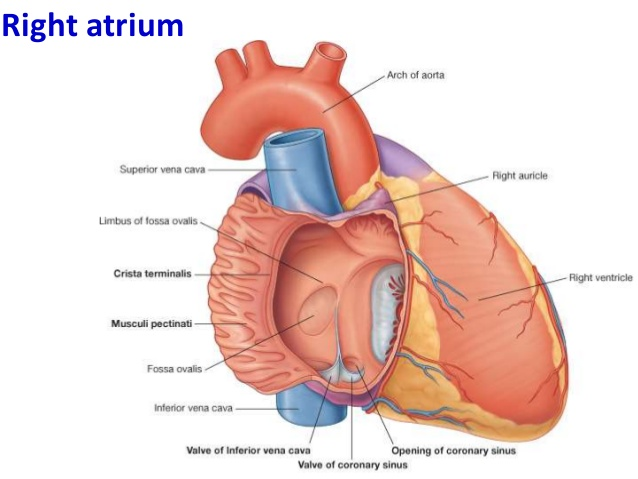 Right atrium
Arch of aorta
Superior vena cava
Right auricle
Limbus of fossa ovalis
Crista terminalis
Right ventricle
Musculi pectinati
Fossa ovalis
Inferior vena cava
Valve of Inferior vena cava
Opening of coronary sinus
Valve of coronary sinus